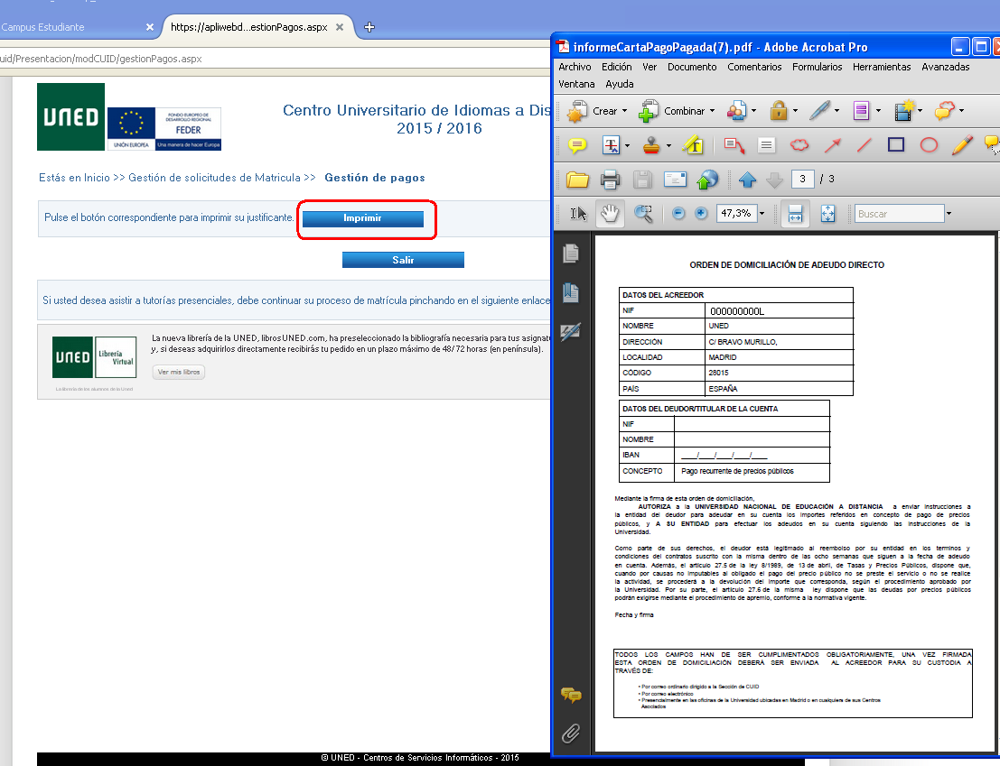 Campus Estudiante
https://apliwebd...estionPagos.aspx
uid/Presentacion/modCUID/gestionPagos.aspx
UNED
UNIÓN EUROPEA
FONDO EUROPEO DE
DESARROLLO REGIONAL
FEDER
Una manera de hacer Europa
Centro Universitario de Idiomas a Dis
2015 / 2016
Estás en Inicio >> Gestión de solicitudes de Matricula >> Gestión de pagos
Pulse el botón correspondiente para imprimir su justificante.
Imprimir
Salir
Si usted desea asistir a tutorías presenciales, debe continuar su proceso de matrícula pinchando en el siguiente enlace
UNED
Librería
Virtual
La librería de los alumnos de la Uned
La nueva librería de la UNED, librosUNED.com, ha preseleccionado la bibliografía necesaria para tus asignatu
y, si deseas adquirirlos directamente recibirás tu pedido en un plazo máximo de 48/72 horas (en península).
Ver mis libros
© UNED - Centros de Servicios Informáticos - 2015
informeCartaPagoPagada(7).pdf - Adobe Acrobat Pro
Archivo Edición Ver Documento Comentarios Formularios Herramientas Avanzadas
Ventana Ayuda
Crear
Combinar
3 / 3
47,3%
Buscar
ORDEN DE DOMICILIACIÓN DE ADEUDO DIRECTO
DATOS DEL ACREEDOR
NIF 000000000L
NOMBRE UNED
DIRECCIÓN C/ BRAVO MURILLO,
LOCALIDAD MADRID
CÓDIGO 28015
PAÍS ESPAÑA
DATOS DEL DEUDOR/TITULAR DE LA CUENTA
NIF
NOMBRE
IBAN ____/____/____/____/____
CONCEPTO Pago recurrente de precios públicos
Mediante la firma de esta orden de domiciliación,
AUTORIZA a la UNIVERSIDAD NACIONAL DE EDUCACIÓN A DISTANCIA a enviar instrucciones a
la entidad del deudor para adeudar en su cuenta los importes referidos en concepto de pago de precios
públicos, y A SU ENTIDAD para efectuar los adeudos en su cuenta siguiendo las instrucciones de la
Universidad.
Como parte de sus derechos, el deudor está legitimado al reembolso por su entidad en los terminos y
condiciones del contratos suscrito con la misma dentro de las ocho semanas que siguen a la fecha de adeudo
en cuenta. Además, el artículo 27.5 de la ley 8/1989, de 13 de abril, de Tasas y Precios Públicos, dispone que,
cuando por causas no imputables al obligado el pago del precio público no se preste el servicio o no se realice
la actividad, se procederá a la devolución del importe que corresponda, según el procedimiento aprobado por
la Universidad. Por su parte, el artículo 27.6 de la misma ley dispone que las deudas por precios públicos
podrán exigirse mediante el procedimiento de apremio, conforme a la normativa vigente.
Fecha y firma
TODOS LOS CAMPOS HAN DE SER CUMPLIMENTADOS OBLIGATORIAMENTE, UNA VEZ FIRMADA
ESTA ORDEN DE DOMICILIACIÓN DEBERÁ SER ENVIADA AL ACREEDOR PARA SU CUSTODIA A
TRAVÉS DE:
• Por correo ordinario dirigido a la Sección de CUID
• Por correo electrónico
• Presencialmente en las oficinas de la Universidad ubicadas en Madrid o en cualquiera de sus Centros
Asociados